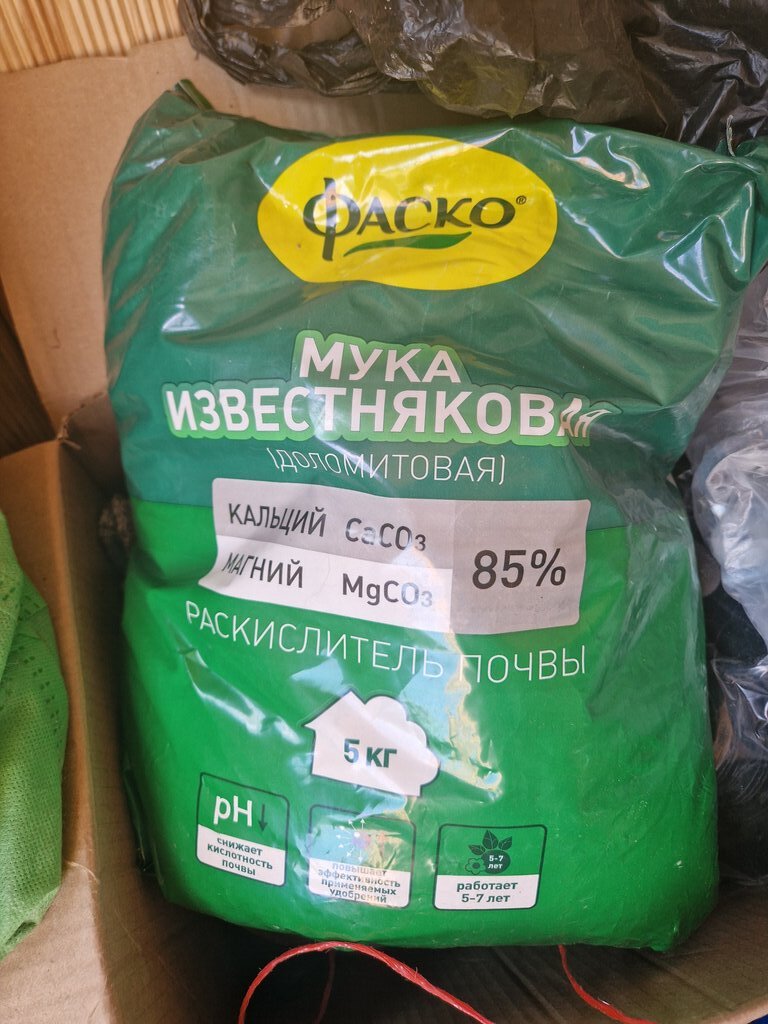 ФАСКО®
МУКА
ИЗВЕСТНЯКОВАЯ
(ДОЛОМИТОВАЯ)
КАЛЬЦИЙ CaCO3
МАГНИЙ MgCO3
85%
РАСКИСЛИТЕЛЬ ПОЧВЫ
5 кг
pH↓
снижает
кислотность
почвы
повышает
эффективность
применяемых
удобрений
5-7
лет
работает
5-7 лет